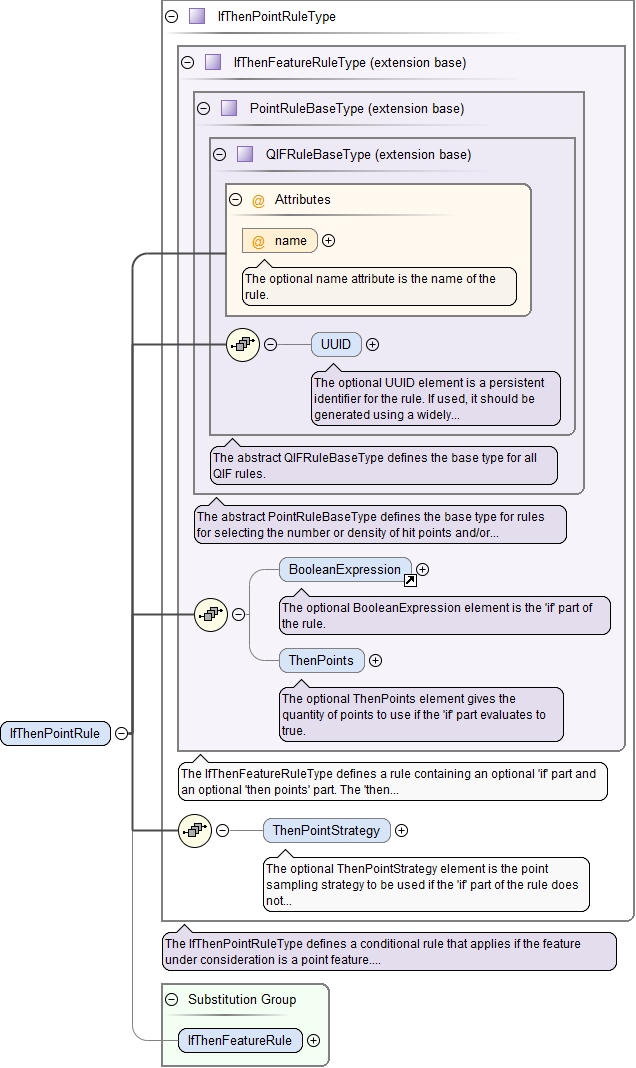 IfThenPointRuleType
IfThenFeatureRuleType (extension base)
PointRuleBaseType (extension base)
QIFRuleBaseType (extension base)
@ Attributes
@ name
The optional name attribute is the name of the
rule.
UUID
The optional UUID element is a persistent
identifier for the rule. If used, it should be
generated using a widely...
The abstract QIFRuleBaseType defines the base type for all
QIF rules.
The abstract PointRuleBaseType defines the base type for rules
for selecting the number or density of hit points and/or...
BooleanExpression
The optional BooleanExpression element is the 'if' part of
the rule.
ThenPoints
The optional ThenPoints element gives the
quantity of points to use if the 'if' part evaluates to
true.
IfThenPointRule
The IfThenFeatureRuleType defines a rule containing an optional 'if' part and
an optional 'then points' part. The 'then...
ThenPointStrategy
The optional ThenPointStrategy element is the point
sampling strategy to be used if the 'if' part of the rule does
not...
The IfThenPointRuleType defines a conditional rule that applies if the feature
under consideration is a point feature....
Substitution Group
IfThenFeatureRule